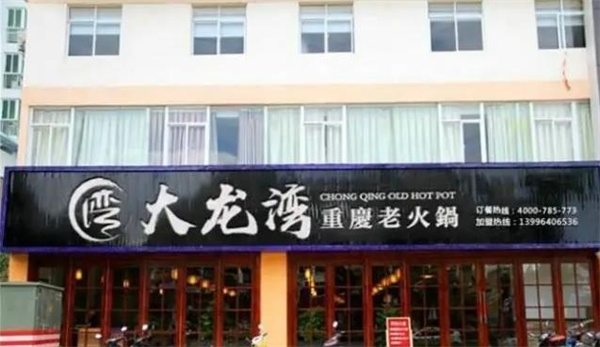 湾
大龙湾
CHONG QING OLD HOT POT
重慶老火鍋
订餐热线：4000-785-773
加盟热线：13996406536